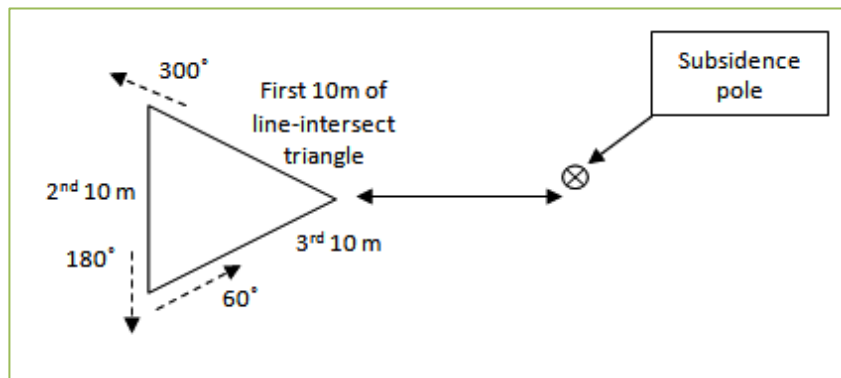 300˚
First 10m of
line-intersect
triangle
Subsidence
pole
2nd 10 m
3rd 10 m
180˚
60˚